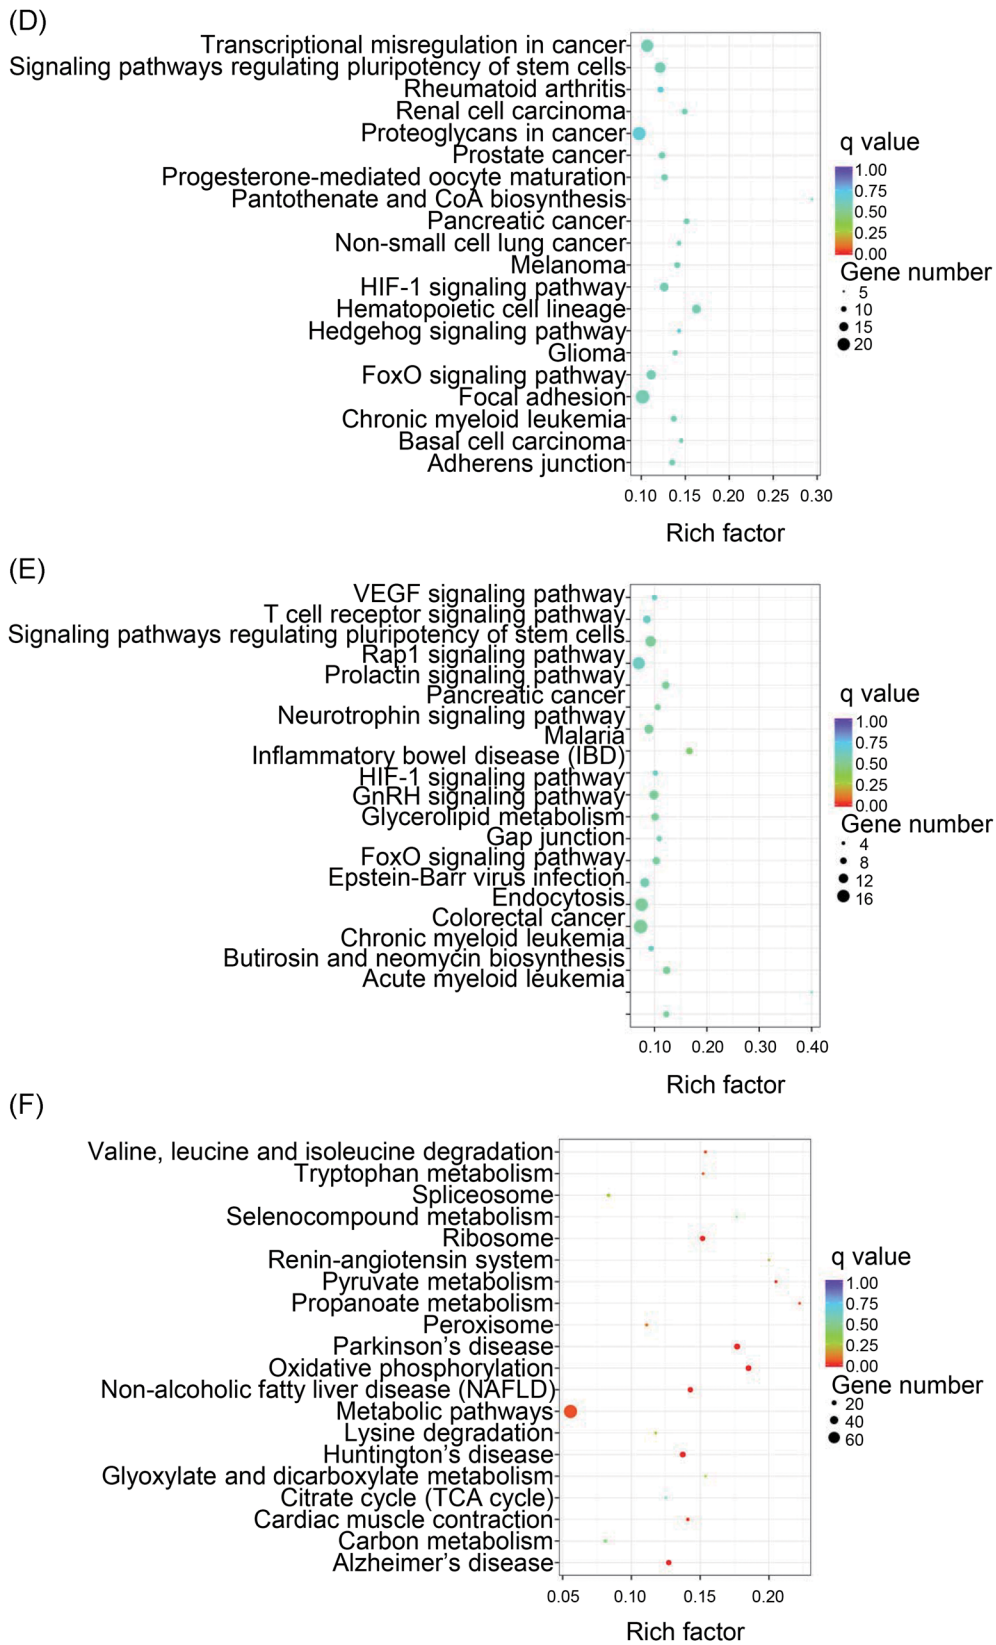 (D)
Transcriptional misregulation in cancer
Signaling pathways regulating pluripotency of stem cells
Rheumatoid arthritis
Renal cell carcinoma
Proteoglycans in cancer
Prostate cancer
Progesterone-mediated oocyte maturation
Pantothenate and CoA biosynthesis
Pancreatic cancer
Non-small cell lung cancer
Melanoma
HIF-1 signaling pathway
Hematopoietic cell lineage
Hedgehog signaling pathway
Glioma
FoxO signaling pathway
Focal adhesion
Chronic myeloid leukemia
Basal cell carcinoma
Adherens junction
0.10 0.15 0.20 0.25 0.30
Rich factor
q value
1.00
0.75
0.50
0.25
0.00
Gene number
5
10
15
20
(E)
VEGF signaling pathway
T cell receptor signaling pathway
Signaling pathways regulating pluripotency of stem cells
Rap1 signaling pathway
Prolactin signaling pathway
Pancreatic cancer
Neurotrophin signaling pathway
Malaria
Inflammatory bowel disease (IBD)
HIF-1 signaling pathway
GnRH signaling pathway
Glycerolipid metabolism
Gap junction
FoxO signaling pathway
Epstein-Barr virus infection
Endocytosis
Colorectal cancer
Chronic myeloid leukemia
Butirosin and neomycin biosynthesis
Acute myeloid leukemia
0.10 0.20 0.30 0.40
Rich factor
q value
1.00
0.75
0.50
0.25
0.00
Gene number
4
8
12
16
(F)
Valine, leucine and isoleucine degradation
Tryptophan metabolism
Spliceosome
Selenocompound metabolism
Ribosome
Renin-angiotensin system
Pyruvate metabolism
Propanoate metabolism
Peroxisome
Parkinson's disease
Oxidative phosphorylation
Non-alcoholic fatty liver disease (NAFLD)
Metabolic pathways
Lysine degradation
Huntington's disease
Glyoxylate and dicarboxylate metabolism
Citrate cycle (TCA cycle)
Cardiac muscle contraction
Carbon metabolism
Alzheimer's disease
0.05 0.10 0.15 0.20
Rich factor
q value
1.00
0.75
0.50
0.25
0.00
Gene number
20
40
60